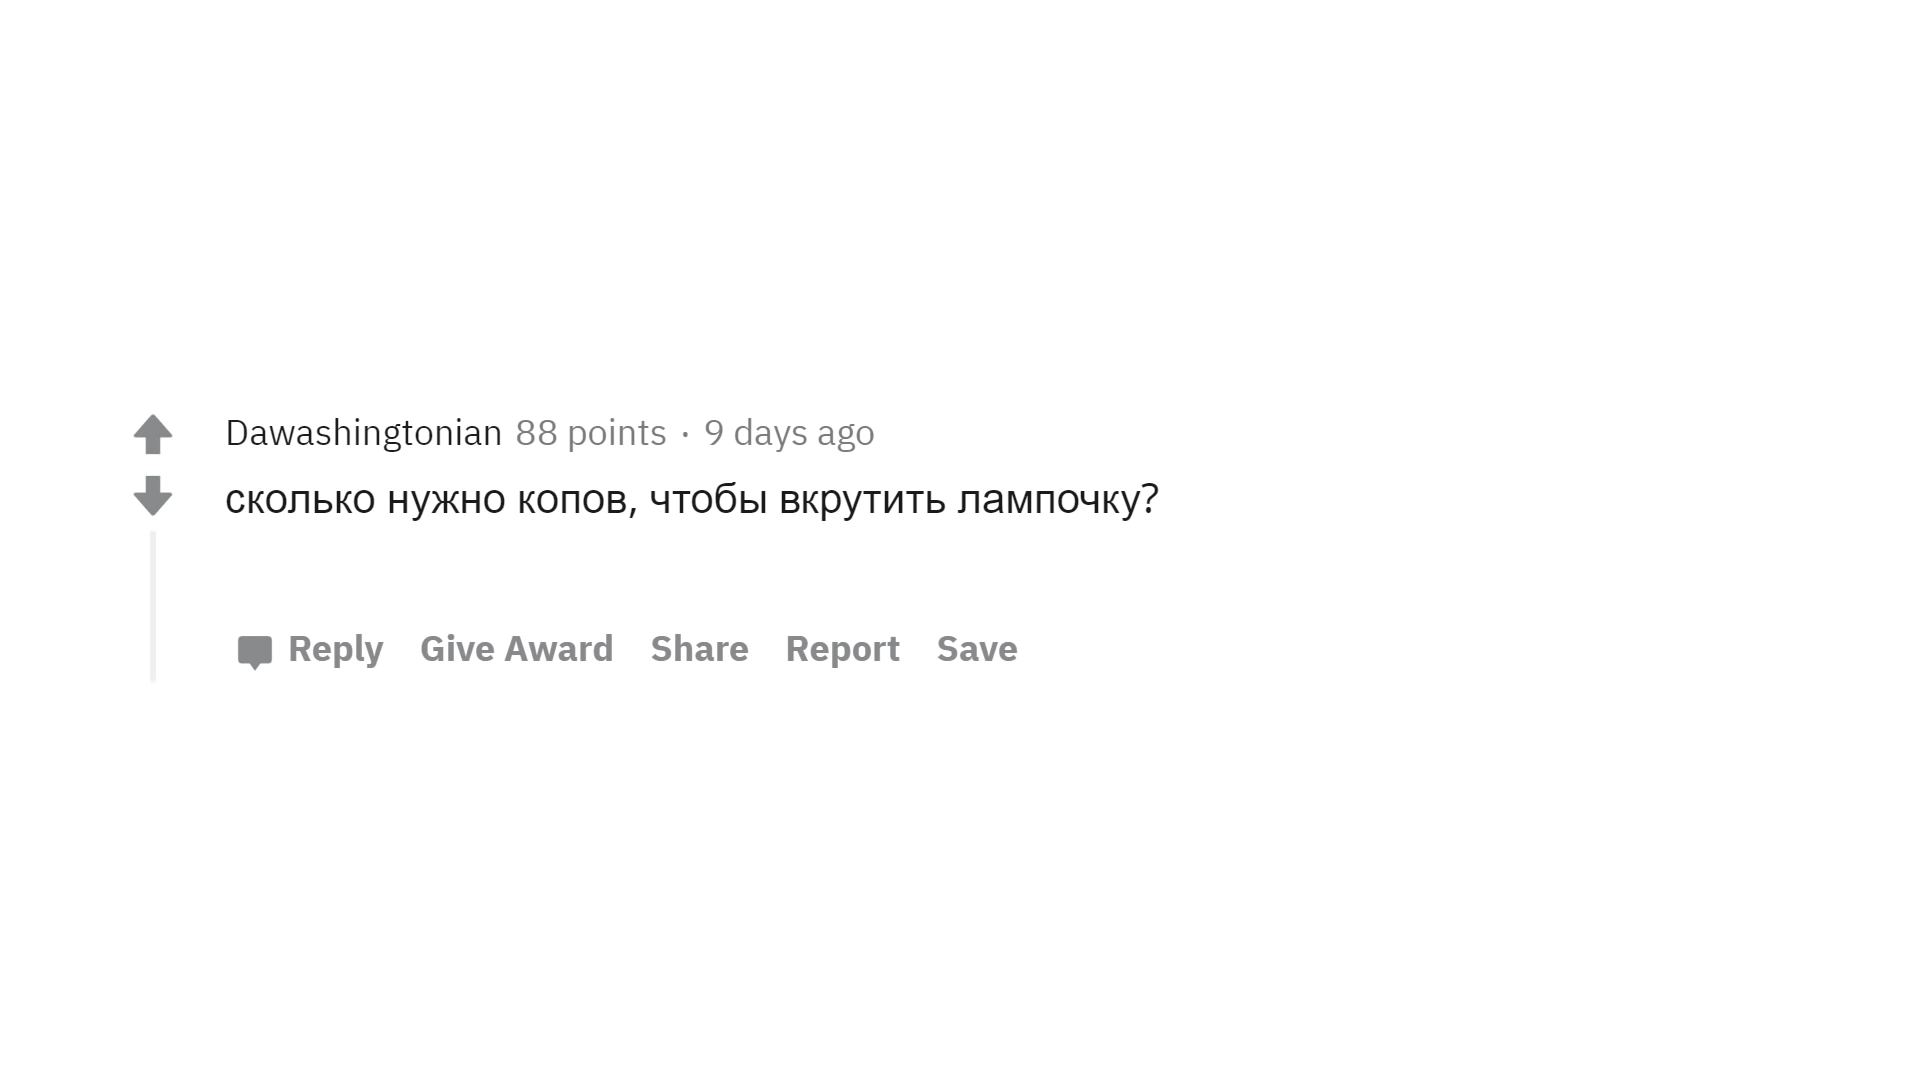 Dawashingtonian 88 points · 9 days ago
сколько нужно копов, чтобы вкрутить лампочку?
Reply Give Award Share Report Save